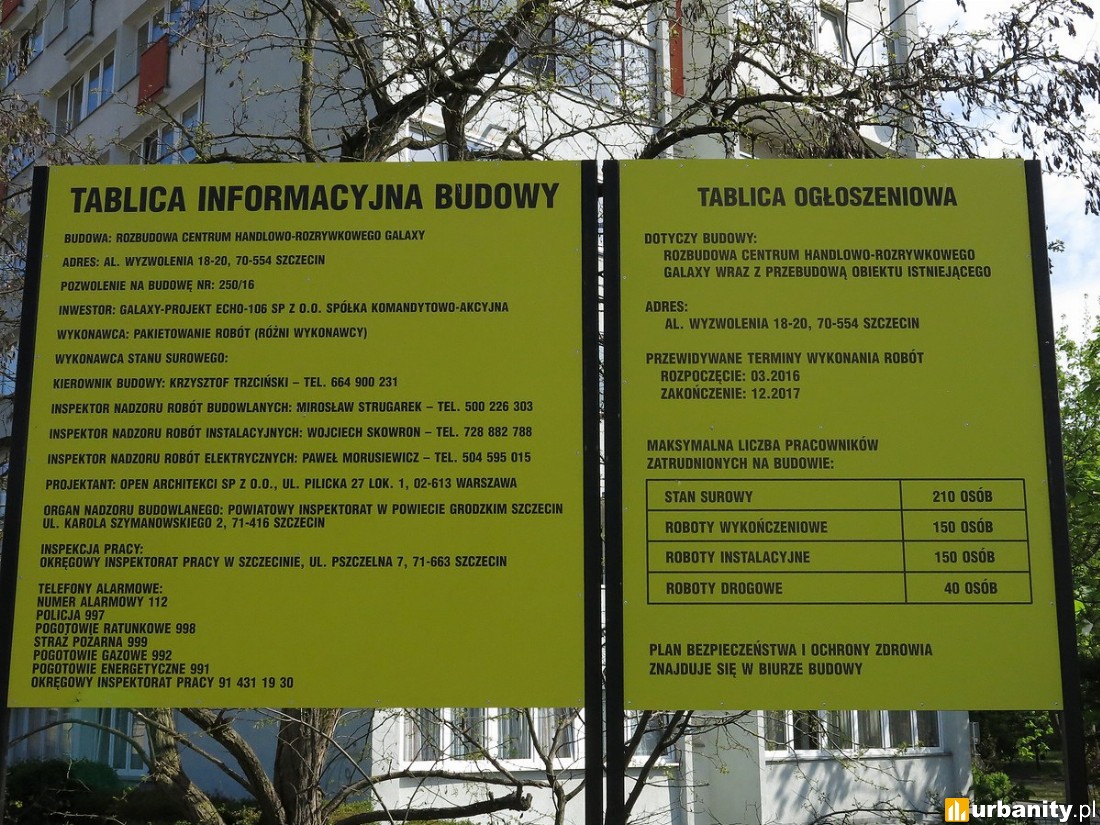 TABLICA INFORMACYJNA BUDOWY
BUDOWA: ROZBUDOWA CENTRUM HANDLOWO-ROZRYWKOWEGO GALAXY
ADRES: AL. WYZWOLENIA 18-20, 70-554 SZCZECIN
POZWOLENIE NA BUDOWĘ NR: 250/16
INWESTOR: GALAXY-PROJEKT ECHO-106 SP Z O.O. SPÓŁKA KOMANDYTOWO-AKCYJNA
WYKONAWCA: PAKIETOWANIE ROBÓT (RÓŻNI WYKONAWCY)
WYKONAWCA STANU SUROWEGO:
KIEROWNIK BUDOWY: KRZYSZTOF TRZCIŃSKI – TEL. 664 900 231
INSPEKTOR NADZORU ROBÓT BUDOWLANYCH: MIROSŁAW STRUGAREK – TEL. 500 226 303
INSPEKTOR NADZORU ROBÓT INSTALACYJNYCH: WOJCIECH SKOWRON – TEL. 728 882 788
INSPEKTOR NADZORU ROBÓT ELEKTRYCZNYCH: PAWEŁ MORUSIEWICZ – TEL. 504 595 015
PROJEKTANT: OPEN ARCHITEKCI SP Z O.O., UL. PILICKA 27 LOK. 1, 02-613 WARSZAWA
ORGAN NADZORU BUDOWLANEGO: POWIATOWY INSPEKTORAT W POWIECIE GRODZKIM SZCZECIN
UL. KAROLA SZYMANOWSKIEGO 2, 71-416 SZCZECIN
INSPEKCJA PRACY:
OKRĘGOWY INSPEKTORAT PRACY W SZCZECINIE, UL. PSZCZELNA 7, 71-663 SZCZECIN
TELEFONY ALARMOWE:
NUMER ALARMOWY 112
POLICJA 997
POGOTOWIE RATUNKOWE 998
STRAŻ POŻARNA 999
POGOTOWIE GAZOWE 992
POGOTOWIE ENERGETYCZNE 991
OKRĘGOWY INSPEKTORAT PRACY 91 431 19 30
TABLICA OGŁOSZENIOWA
DOTYCZY BUDOWY:
ROZBUDOWA CENTRUM HANDLOWO-ROZRYWKOWEGO
GALAXY WRAZ Z PRZEBUDOWĄ OBIEKTU ISTNIEJĄCEGO
ADRES:
AL. WYZWOLENIA 18-20, 70-554 SZCZECIN
PRZEWIDYWANE TERMINY WYKONANIA ROBÓT
ROZPOCZĘCIE: 03.2016
ZAKOŃCZENIE: 12.2017
MAKSYMALNA LICZBA PRACOWNIKÓW
ZATRUDNIONYCH NA BUDOWIE:
STAN SUROWY 210 OSÓB
ROBOTY WYKOŃCZENIOWE 150 OSÓB
ROBOTY INSTALACYJNE 150 OSÓB
ROBOTY DROGOWE 40 OSÓB
PLAN BEZPIECZEŃSTWA I OCHRONY ZDROWIA
ZNAJDUJE SIĘ W BIURZE BUDOWY
urbanity.pl